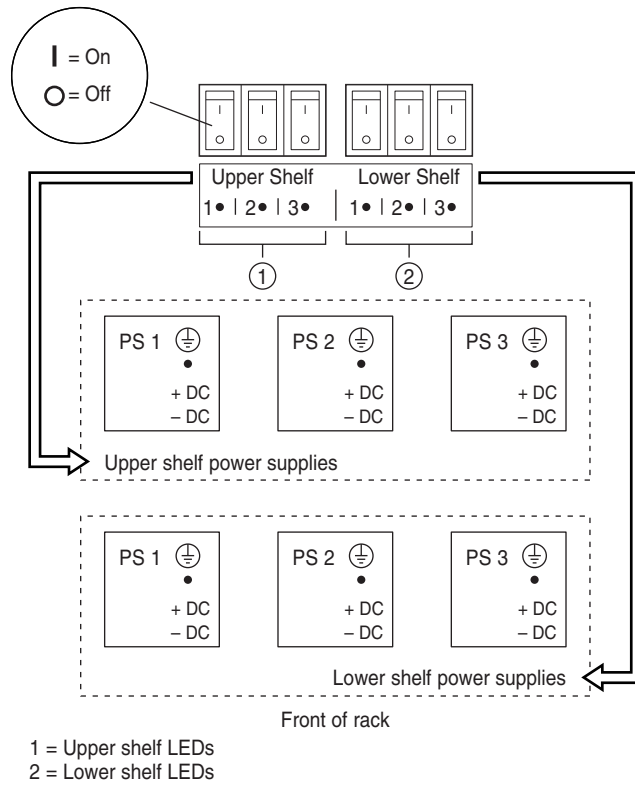 | = On
O = Off
Upper Shelf Lower Shelf
1● | 2● | 3● | 1● | 2● | 3●
1 2
PS 1 PS 2 PS 3
+ DC + DC + DC
– DC – DC – DC
Upper shelf power supplies
PS 1 PS 2 PS 3
+ DC + DC + DC
– DC – DC – DC
Lower shelf power supplies
Front of rack
1 = Upper shelf LEDs
2 = Lower shelf LEDs